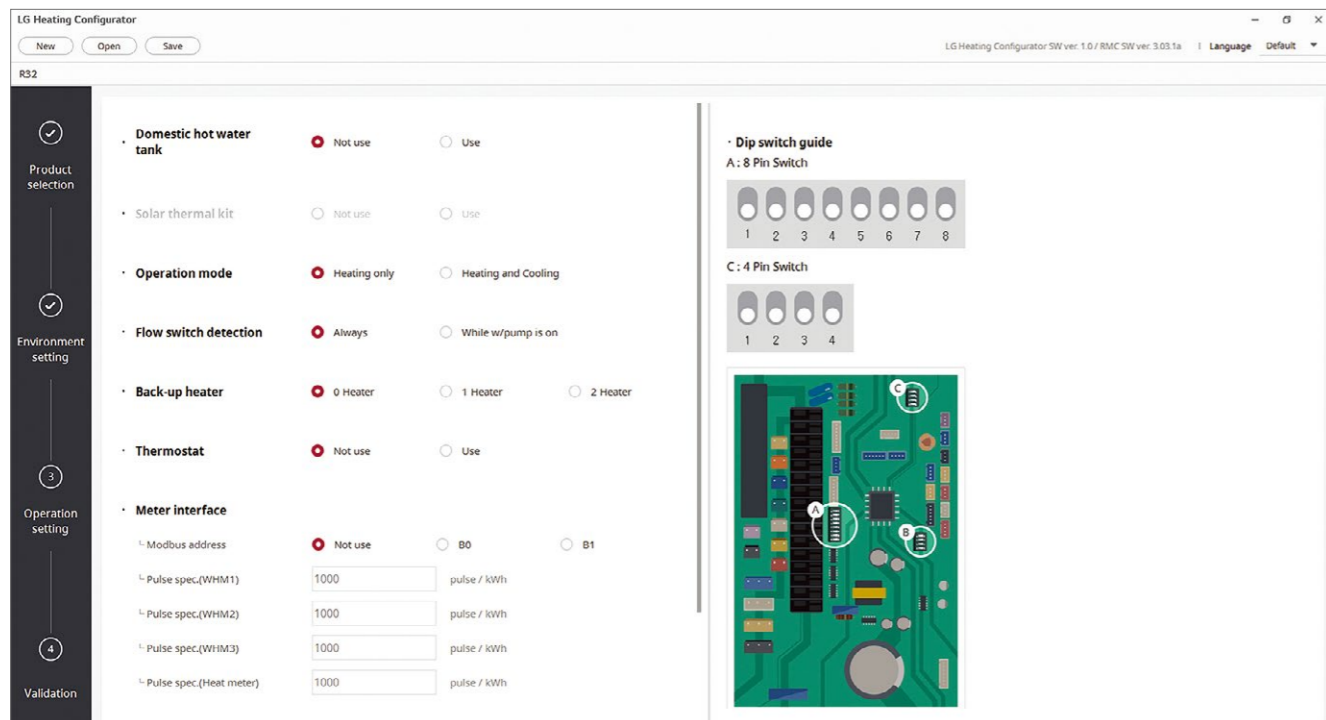 LG Heating Configurator
New Open Save
LG Heating Configurator SW ver. 1.0 / RMC SW ver. 3.03.1a | Language Default
R32
Product
selection
Environment
setting
3
Operation
setting
4
Validation
· Domestic hot water
tank
Not use Use
· Solar thermal kit Not use Use
· Operation mode Heating only Heating and Cooling
· Flow switch detection Always While w/pump is on
· Back-up heater 0 Heater 1 Heater 2 Heater
· Thermostat Not use Use
· Meter interface
└ Modbus address Not use B0 B1
└ Pulse spec.(WHM1) 1000 pulse / kWh
└ Pulse spec.(WHM2) 1000 pulse / kWh
└ Pulse spec.(WHM3) 1000 pulse / kWh
└ Pulse spec.(Heat meter) 1000 pulse / kWh
· Dip switch guide
A : 8 Pin Switch
1 2 3 4 5 6 7 8
C : 4 Pin Switch
1 2 3 4
C
A
B